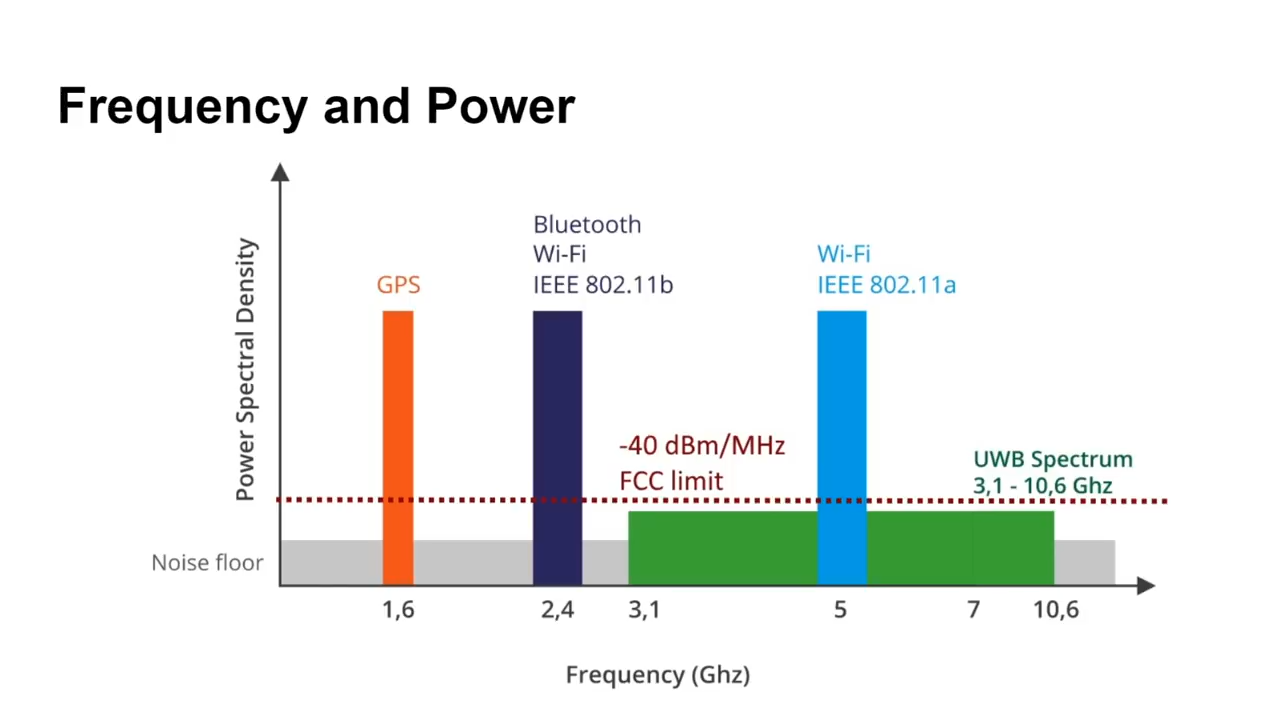 Frequency and Power
Power Spectral Density
GPS
Bluetooth
Wi-Fi
IEEE 802.11b
Wi-Fi
IEEE 802.11a
-40 dBm/MHz
FCC limit
UWB Spectrum
3,1 - 10,6 Ghz
Noise floor
1,6
2,4
3,1
5
7
10,6
Frequency (Ghz)